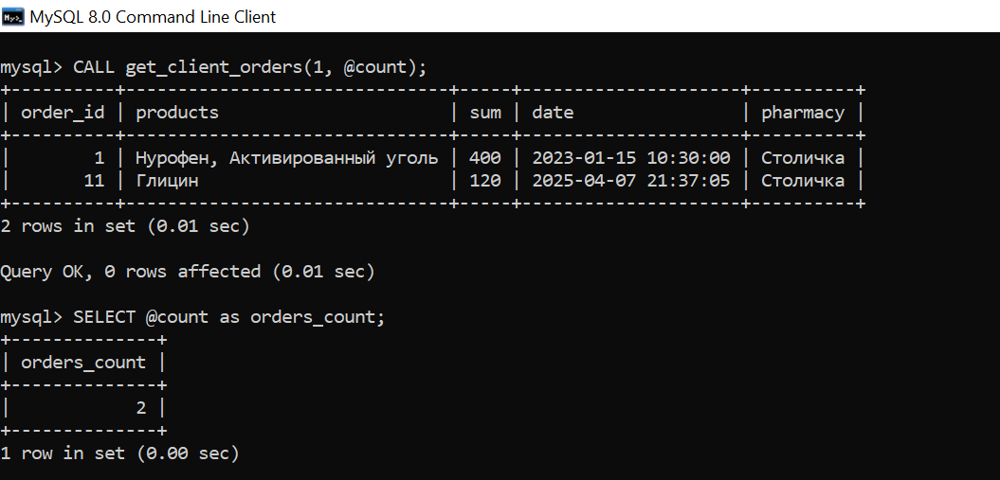 MySQL 8.0 Command Line Client
mysql> CALL get_client_orders(1, @count);
+----------+-------------------------------+-----+---------------------+----------+
| order_id | products                      | sum | date                | pharmacy |
+----------+-------------------------------+-----+---------------------+----------+
|        1 | Нурофен, Активированный уголь | 400 | 2023-01-15 10:30:00 | Столичка |
|       11 | Глицин                        | 120 | 2025-04-07 21:37:05 | Столичка |
+----------+-------------------------------+-----+---------------------+----------+
2 rows in set (0.01 sec)
Query OK, 0 rows affected (0.01 sec)
mysql> SELECT @count as orders_count;
+--------------+
| orders_count |
+--------------+
|            2 |
+--------------+
1 row in set (0.00 sec)